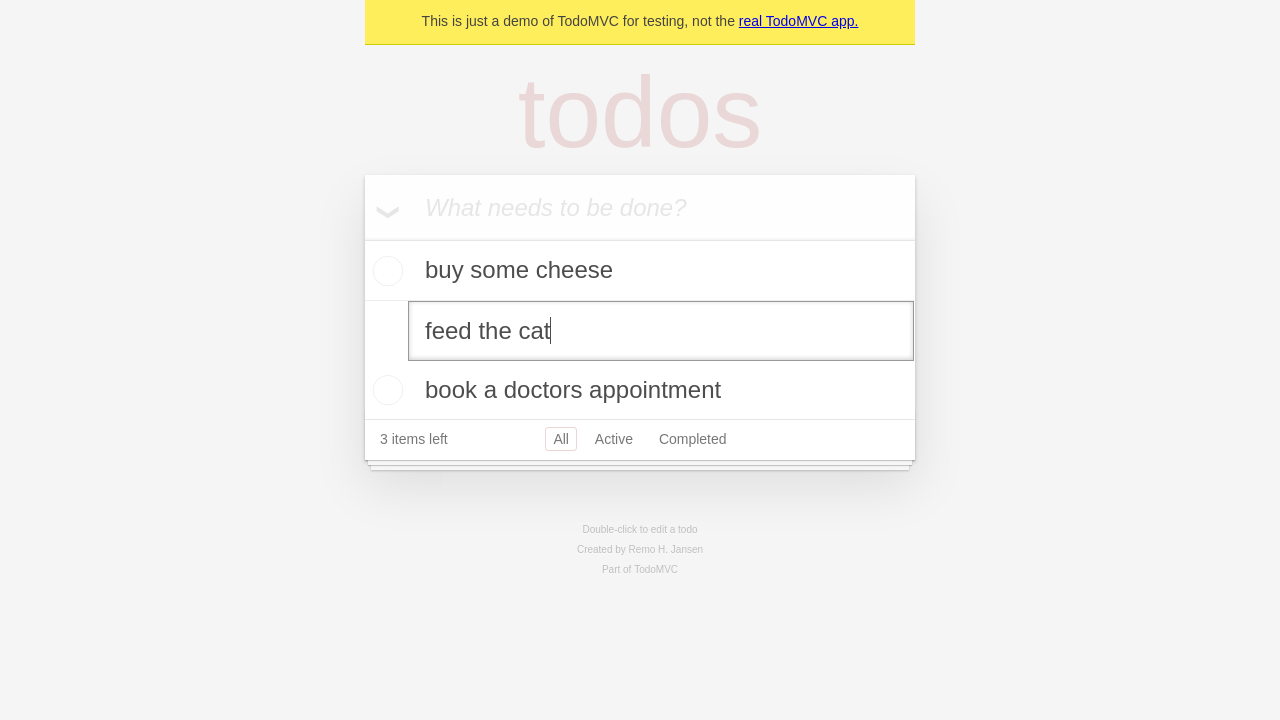 This is just a demo of TodoMVC for testing, not the real TodoMVC app.
todos
What needs to be done?
buy some cheese
feed the cat
book a doctors appointment
3 items left All Active Completed
Double-click to edit a todo
Created by Remo H. Jansen
Part of TodoMVC